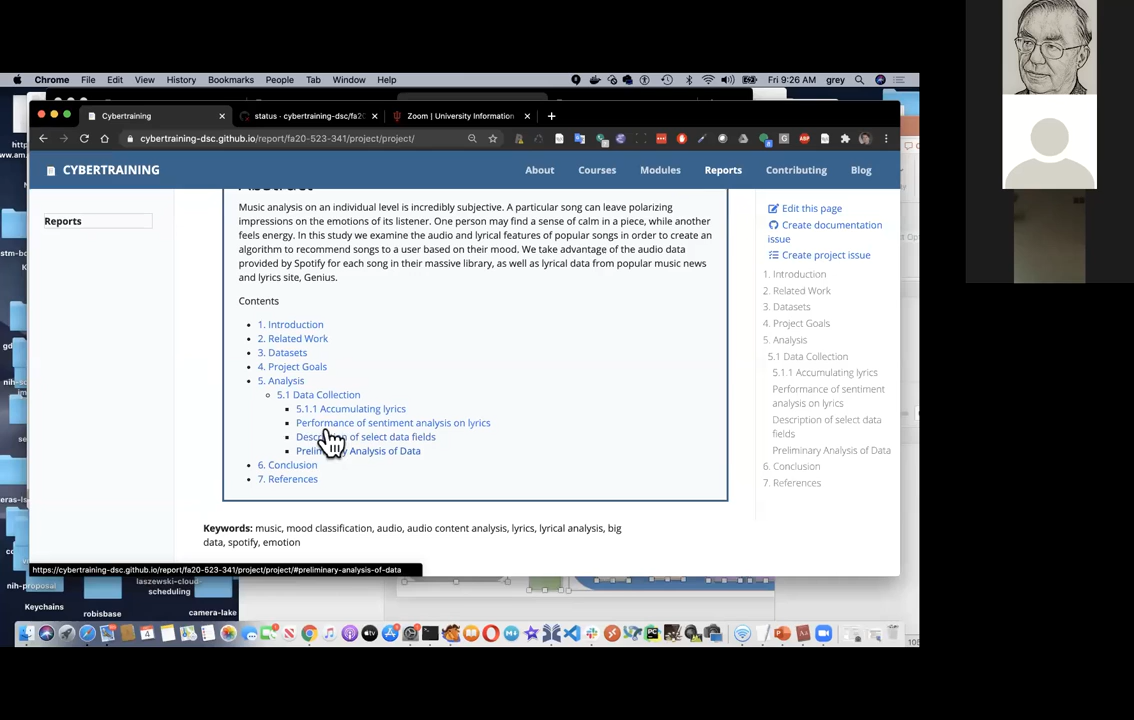 Chrome File Edit View History Bookmarks People Tab Window Help
Fri 9:26 AM grey
Cybertraining
status · cybertraining-dsc/fa20
Zoom | University Information
cybertraining-dsc.github.io/report/fa20-523-341/project/project/
CYBERTRAINING
About Courses Modules Reports Contributing Blog
Reports
Abstract
Music analysis on an individual level is incredibly subjective. A particular song can leave polarizing
impressions on the emotions of its listener. One person may find a sense of calm in a piece, while another
feels energy. In this study we examine the audio and lyrical features of popular songs in order to create an
algorithm to recommend songs to a user based on their mood. We take advantage of the audio data
provided by Spotify for each song in their massive library, as well as lyrical data from popular music news
and lyrics site, Genius.
Contents
1. Introduction
2. Related Work
3. Datasets
4. Project Goals
5. Analysis
5.1 Data Collection
5.1.1 Accumulating lyrics
Performance of sentiment analysis on lyrics
Description of select data fields
Preliminary Analysis of Data
6. Conclusion
7. References
Keywords: music, mood classification, audio, audio content analysis, lyrics, lyrical analysis, big
data, spotify, emotion
Edit this page
Create documentation
issue
Create project issue
1. Introduction
2. Related Work
3. Datasets
4. Project Goals
5. Analysis
5.1 Data Collection
5.1.1 Accumulating lyrics
Performance of sentiment
analysis on lyrics
Description of select data
fields
Preliminary Analysis of Data
6. Conclusion
7. References
https://cybertraining-dsc.github.io/report/fa20-523-341/project/project/#preliminary-analysis-of-data
nih-proposal
laszewski-cloud-
scheduling
Keychains
robisbase
camera-lake